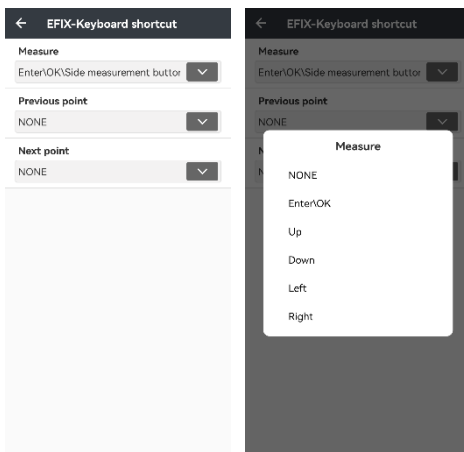 EFIX-Keyboard shortcut
Measure
Enter\OK\Side measurement buttor
Previous point
NONE
Next point
NONE
EFIX-Keyboard shortcut
Measure
Enter\OK\Side measurement buttor
Previous point
NONE
N
N
Measure
NONE
Enter\OK
Up
Down
Left
Right